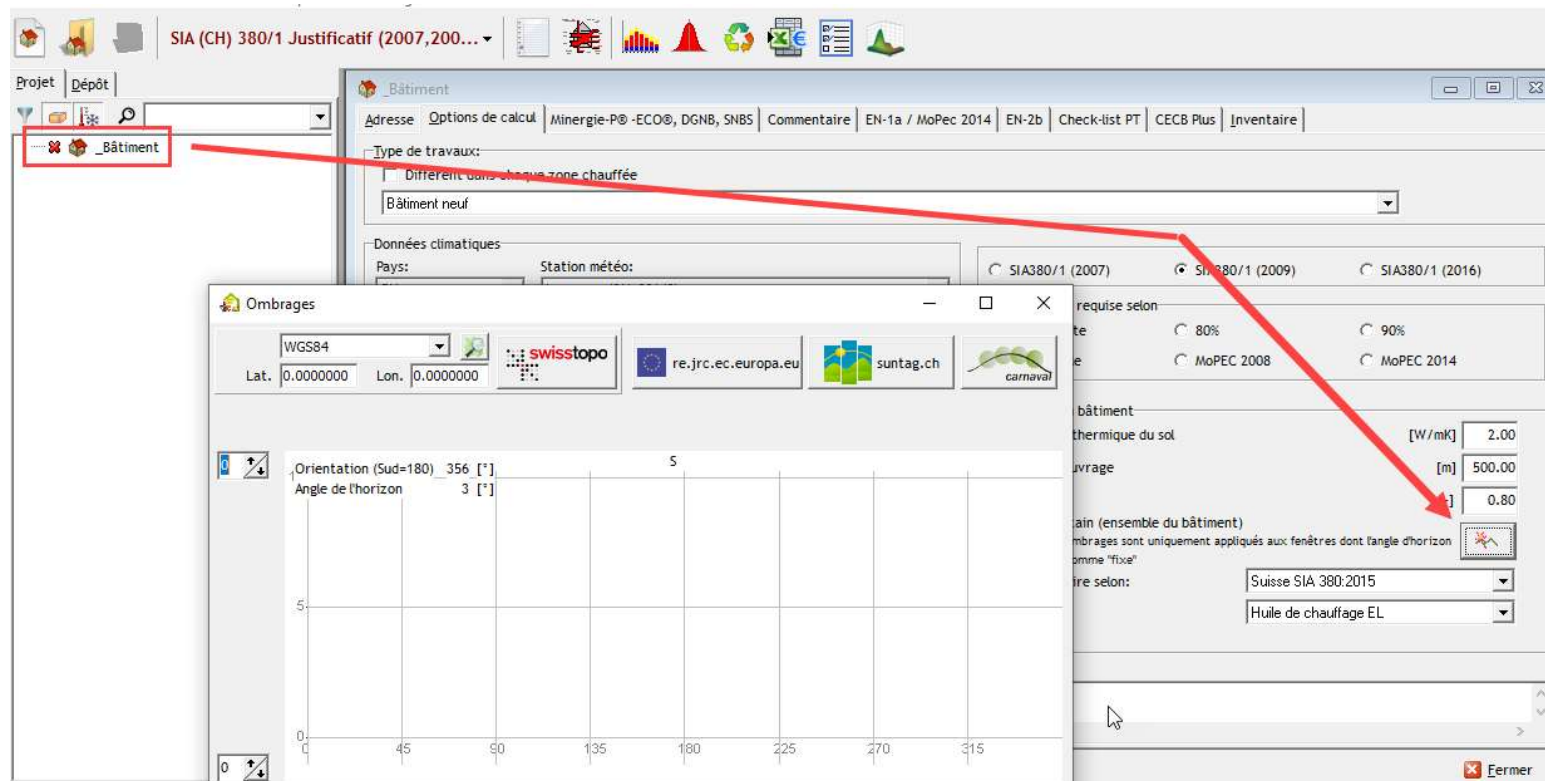 SIA (CH) 380/1 Justificatif (2007,200...
Projet Dépôt
_Bâtiment
_Bâtiment
Adresse Options de calcul Minergie-P® -ECO®, DGNB, SNBS Commentaire EN-1a / MoPec 2014 EN-2b Check-list PT CECB Plus Inventaire
Type de travaux:
Différent dans chaque zone chauffée
Bâtiment neuf
Données climatiques
Pays: Station météo:
SIA380/1 (2007) SIA380/1 (2009) SIA380/1 (2016)
requise selon
80% 90%
MoPEC 2008 MoPEC 2014
bâtiment
thermique du sol [W/mK] 2.00
[m] 500.00
0.80
(ensemble du bâtiment)
sont uniquement appliqués aux fenêtres dont l'angle d'horizon
"fixe"
selon: Suisse SIA 380:2015
Huile de chauffage EL
Fermer
Ombrages
WGS84
Lat. 0.0000000 Lon. 0.0000000
swisstopo
re.jrc.ec.europa.eu
suntag.ch
carnaval
0
Orientation (Sud=180) 356 [°] S
Angle de l'horizon 3 [°]
5
0
0 45 90 135 180 225 270 315
0